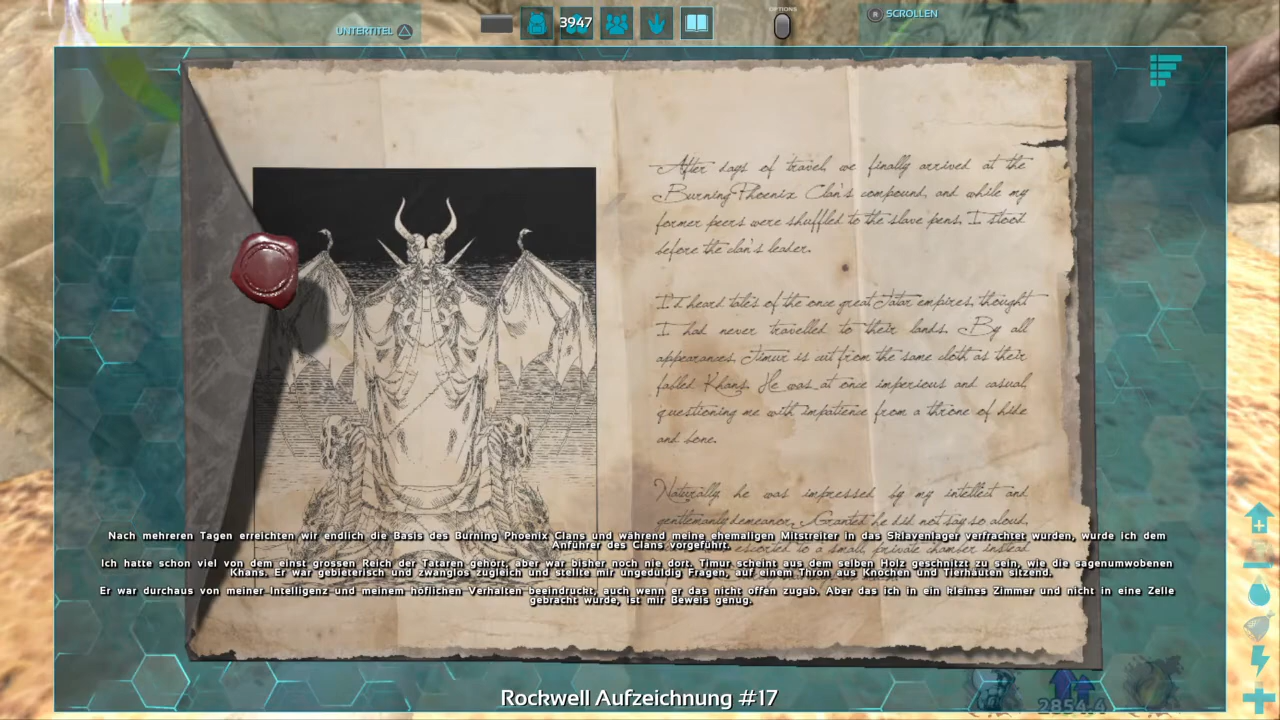 UNTERTITEL
3947
OPTIONS
R SCROLLEN
After days of travel, we finally arrived at the
Burning Phoenix Clan's compound, and while my
former peers were shuffled to the slave pens, I stood
before the clan's leader.
I'd heard tales of the once great Tatar empires, thought
I had never travelled to their lands. By all
appearances, Timur is cut from the same cloth as their
fabled Khans. He was at once imperious and casual,
questioning me with impatience from a throne of hide
and bone.
Naturally, he was impressed by my intellect and
gentlemanly demeanor. Granted he did not say so aloud,
escorted to a small, private chamber instead
Nach mehreren Tagen erreichten wir endlich die Basis des Burning Phoenix Clans und während meine ehemaligen Mitstreiter in das Sklavenlager verfrachtet wurden, wurde ich dem
Anführer des Clans vorgeführt.
Ich hatte schon viel von dem einst grossen Reich der Tataren gehört, aber war bisher noch nie dort. Timur scheint aus dem selben Holz geschnitzt zu sein, wie die sagenumwobenen
Khans. Er war gebieterisch und zwanglos zugleich und stellte mir ungeduldig Fragen, auf einem Thron aus Knochen und Tierhäuten sitzend.
Er war durchaus von meiner Intelligenz und meinem höflichen Verhalten beeindruckt, auch wenn er das nicht offen zugab. Aber das ich in ein kleines Zimmer und nicht in eine Zelle
gebracht wurde, ist mir Beweis genug.
Rockwell Aufzeichnung #17
2854.4